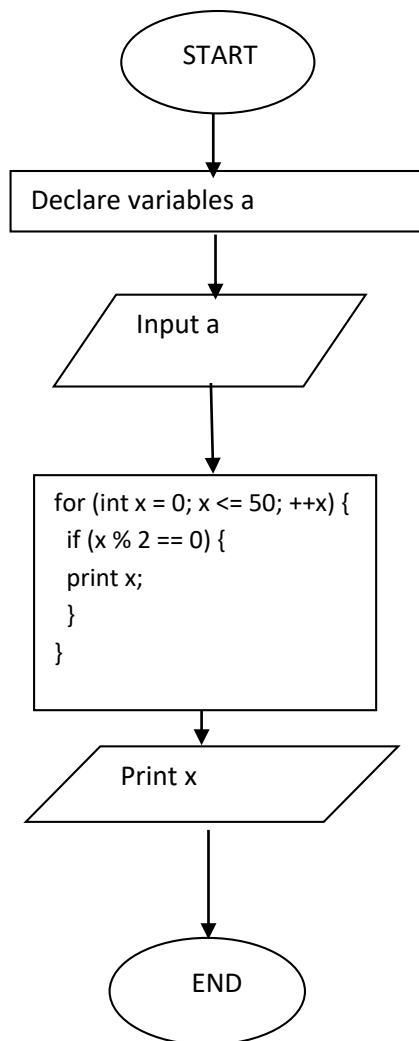 START
Declare variables a
Input a
for (int x = 0; x <= 50; ++x) {
if (x % 2 == 0) {
print x;
}
}
Print x
END